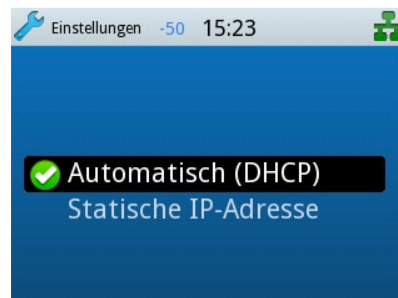 Einstellungen -50 15:23
Automatisch (DHCP)
Statische IP-Adresse